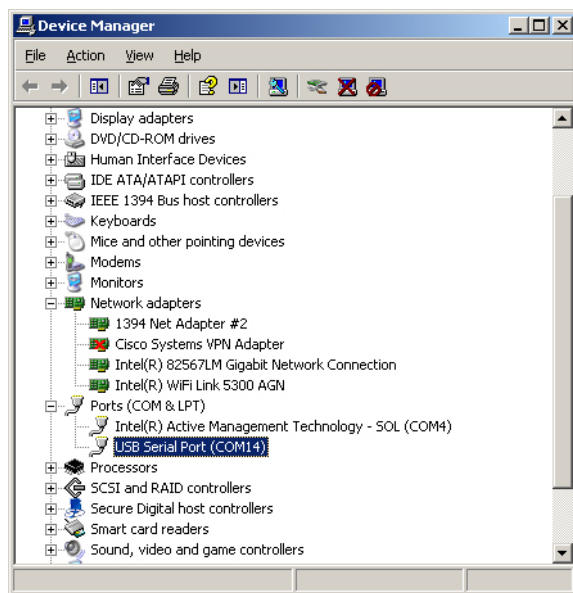 Device Manager
File Action View Help
Display adapters
DVD/CD-ROM drives
Human Interface Devices
IDE ATA/ATAPI controllers
IEEE 1394 Bus host controllers
Keyboards
Mice and other pointing devices
Modems
Monitors
Network adapters
1394 Net Adapter #2
Cisco Systems VPN Adapter
Intel(R) 82567LM Gigabit Network Connection
Intel(R) WiFi Link 5300 AGN
Ports (COM & LPT)
Intel(R) Active Management Technology - SOL (COM4)
USB Serial Port (COM14)
Processors
SCSI and RAID controllers
Secure Digital host controllers
Smart card readers
Sound, video and game controllers